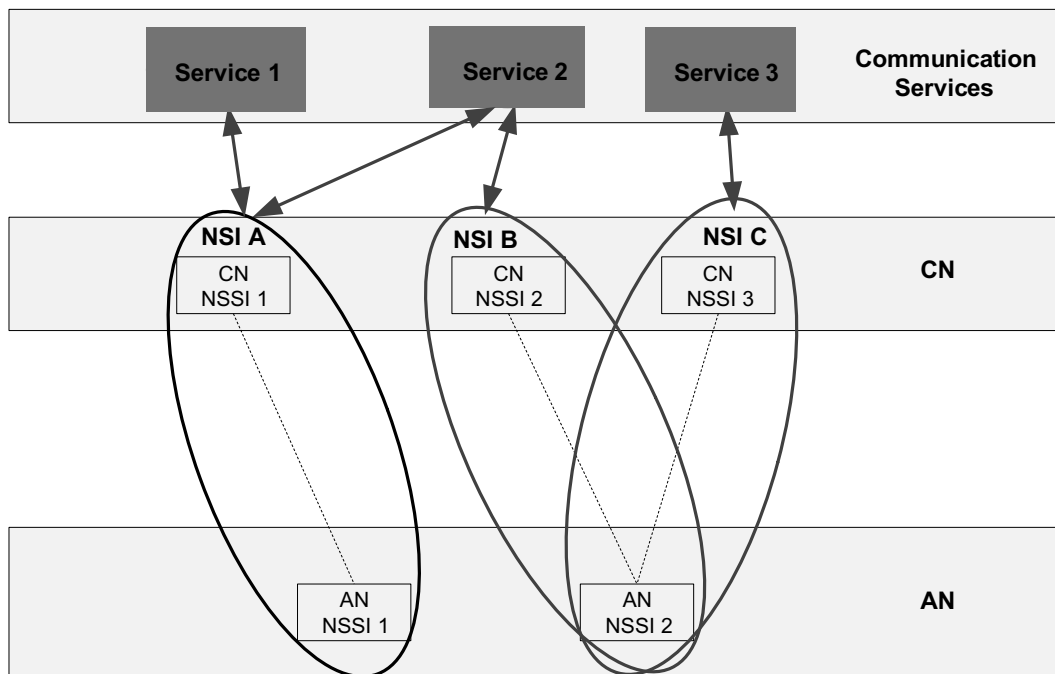 Service 1
Service 2
Service 3
Communication
Services
NSI A
NSI B
NSI C
CN
NSSI 1
CN
NSSI 2
CN
NSSI 3
CN
AN
NSSI 1
AN
NSSI 2
AN